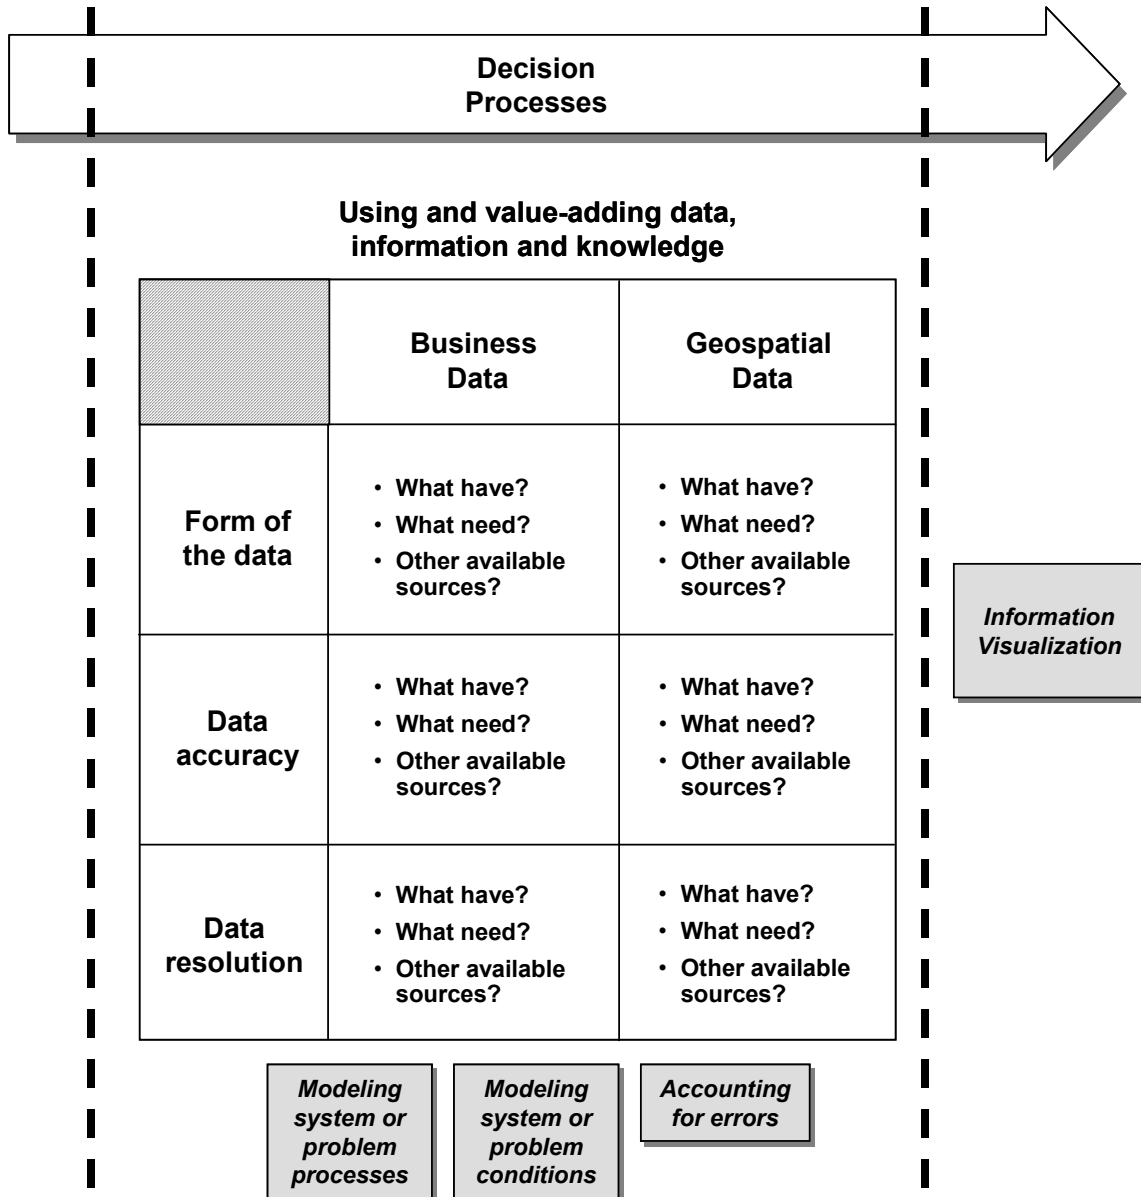 Decision
Processes
Using and value-adding data,
information and knowledge
Business
Data
Geospatial
Data
Form of
the data
• What have?
• What need?
• Other available
sources?
• What have?
• What need?
• Other available
sources?
Information
Visualization
Data
accuracy
• What have?
• What need?
• Other available
sources?
• What have?
• What need?
• Other available
sources?
Data
resolution
• What have?
• What need?
• Other available
sources?
• What have?
• What need?
• Other available
sources?
Modeling
system or
problem
processes
Modeling
system or
problem
conditions
Accounting
for errors